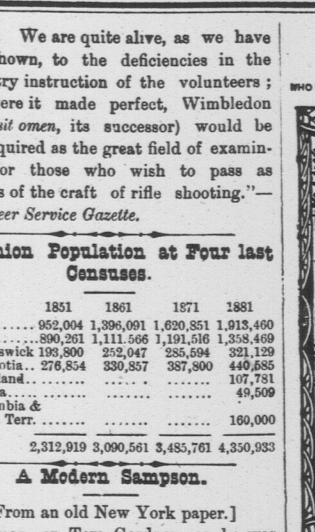 We are quite alive, as we have
hown, to the deficiencies in the
ry instruction of the volunteers ;
ere it made perfect, Wimbledon
sit omen, its successor) would be
quired as the great field of examin-
or those who wish to pass as
s of the craft of rifle shooting."—
eer Service Gazette.
nion Population at Four last
Censuses.
1851 1861 1871 1881
......952,004 1,396,091 1,620,851 1,913,460
......890,261 1,111.566 1,191,516 1,358,469
swick 193,800 252,047 285,594 321,129
otia.. 276,854 330,857 387,800 440,585
land.. ....... ....... ....... 107,781
a..... ....... ....... ....... 49,509
nbia &
Terr. ....... ....... ....... 160,000
2,312,919 3,090,561 3,485,761 4,350,933
A Modern Sampson.
From an old New York paper.]
WHO